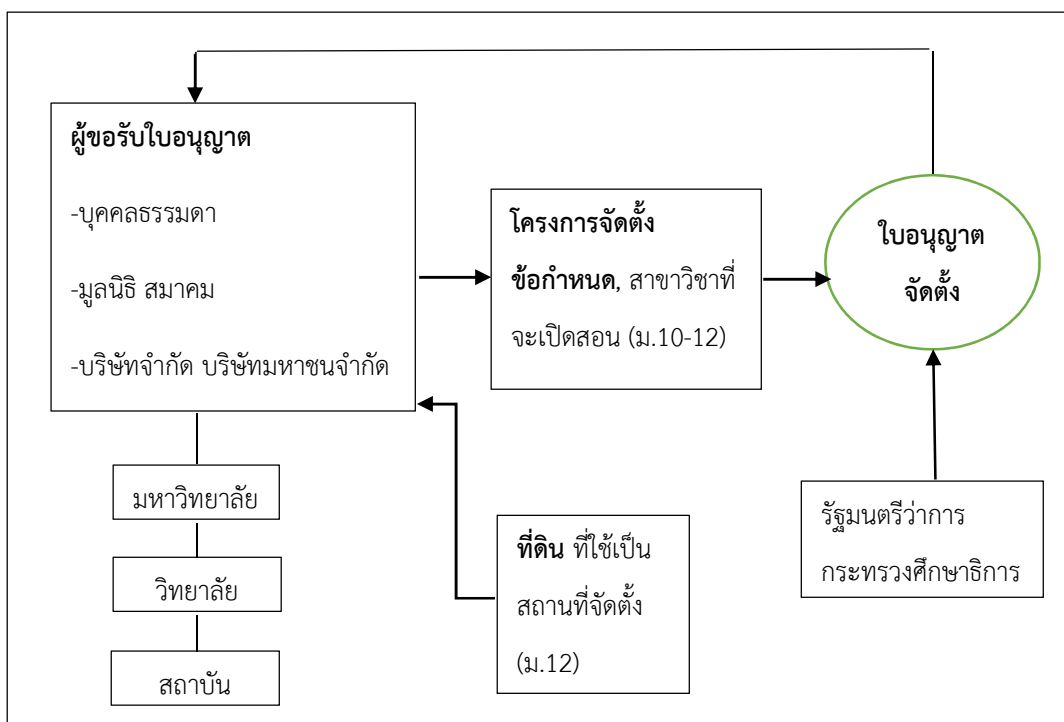 ผู้ขอรับใบอนุญาต
-บุคคลธรรมดา
-มูลนิธิ สมาคม
-บริษัทจำกัด บริษัทมหาชนจำกัด
โครงการจัดตั้ง
ข้อกำหนด, สาขาวิชาที่
จะเปิดสอน (ม.10-12)
ใบอนุญาต
จัดตั้ง
มหาวิทยาลัย
วิทยาลัย
สถาบัน
ที่ดิน ที่ใช้เป็น
สถานที่จัดตั้ง
(ม.12)
รัฐมนตรีว่าการ
กระทรวงศึกษาธิการ